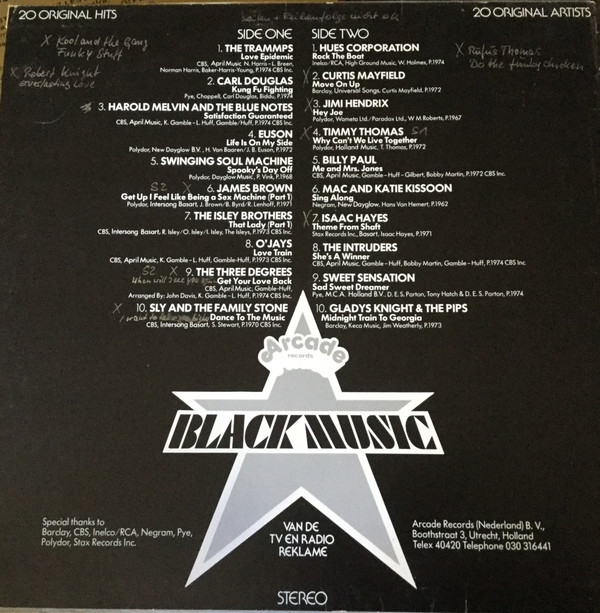 20 ORIGINAL HITS
20 ORIGINAL ARTISTS
X Kool and the Gang
Funky Stuff
X Robert Knight
everlasting love
X Rufus Thomas
Do the funky chicken
SIDE ONE
1. THE TRAMMPS
Love Epidemic
CBS, April Music N. Harris - L. Breen,
Norman Harris, Baker-Harris-Young, P.1974 CBS Inc.
2. CARL DOUGLAS
Kung Fu Fighting
Pye, Chappell, Carl Douglas, Biddu, P.1974
3. HAROLD MELVIN AND THE BLUE NOTES
Satisfaction Guaranteed
CBS, April Music, K. Gamble - L. Huff, Gamble/Huff, P.1974 CBS Inc.
4. EUSON
Life Is On My Side
Polydor, New Dayglow B.V., H. Van Baaren/J. B. Euson, P.1972
5. SWINGING SOUL MACHINE
Spooky's Day Off
Polydor, Dayglow Music, P. Vink, P.1968
S2 X 6. JAMES BROWN
Get Up I Feel Like Being a Sex Machine (Part 1)
Polydor, Intersong Basart, J. Brown/B. Byrd/R. Lenhoff, P.1971
7. THE ISLEY BROTHERS
That Lady (Part 1)
CBS, Intersong Basart, R. Isley/O. Isley/I. Isley, The Isleys, P.1973 CBS Inc.
8. O'JAYS
Love Train
CBS, April Music, K. Gamble - L. Huff, Gamble-Huff, P.1973 CBS Inc.
S2 X 9. THE THREE DEGREES
When will I see you Get Your Love Back
CBS, April Music, Gamble-Huff,
Arranged By: John Davis, K. Gamble - L. Huff, P.1974 CBS Inc.
X 10. SLY AND THE FAMILY STONE
I want to take you higher Dance To The Music
CBS, Intersong Basart, S. Stewart, P.1970 CBS Inc.
SIDE TWO
1. HUES CORPORATION
Rock The Boat
Inelco/RCA, High Ground Music, W. Holmes, P.1974
X 2. CURTIS MAYFIELD
Move On Up
Barclay, Universal Songs, Curtis Mayfield, P.1972
X 3. JIMI HENDRIX
Hey Joe
Polydor, Wameta Ltd./Paradox Ltd., W M Roberts, P.1967
X 4. TIMMY THOMAS S1
Why Can't We Live Together
Polydor, Holland Music, T. Thomas, P.1972
5. BILLY PAUL
Me and Mrs. Jones
CBS, April Music, Gamble - Huff - Gilbert, Bobby Martin, P.1972 CBS Inc.
6. MAC AND KATIE KISSOON
Sing Along
Negram, New Dayglow, Hans Van Hemert, P.1962
X 7. ISAAC HAYES
Theme From Shaft
Stax Records Inc., Basart, Isaac Hayes, P.1971
8. THE INTRUDERS
She's A Winner
CBS, April Music, Gamble - Huff, Bobby Martin, Gamble - Huff, P.1974 CBS Inc.
9. SWEET SENSATION
Sad Sweet Dreamer
Pye, M.C.A. Holland B.V., D. E. S. Parton, Tony Hatch & D. E. S. Parton, P.1974
10. GLADYS KNIGHT & THE PIPS
Midnight Train To Georgia
Barclay, Keca Music, Jim Weatherly, P.1973
Arcade
records
BLACK MUSIC
Special thanks to
Barclay, CBS, Inelco/RCA, Negram, Pye,
Polydor, Stax Records Inc.
VAN DE
TV EN RADIO
REKLAME
Arcade Records (Nederland) B. V.,
Boothstraat 3, Utrecht, Holland
Telex 40420 Telephone 030 316441
STEREO